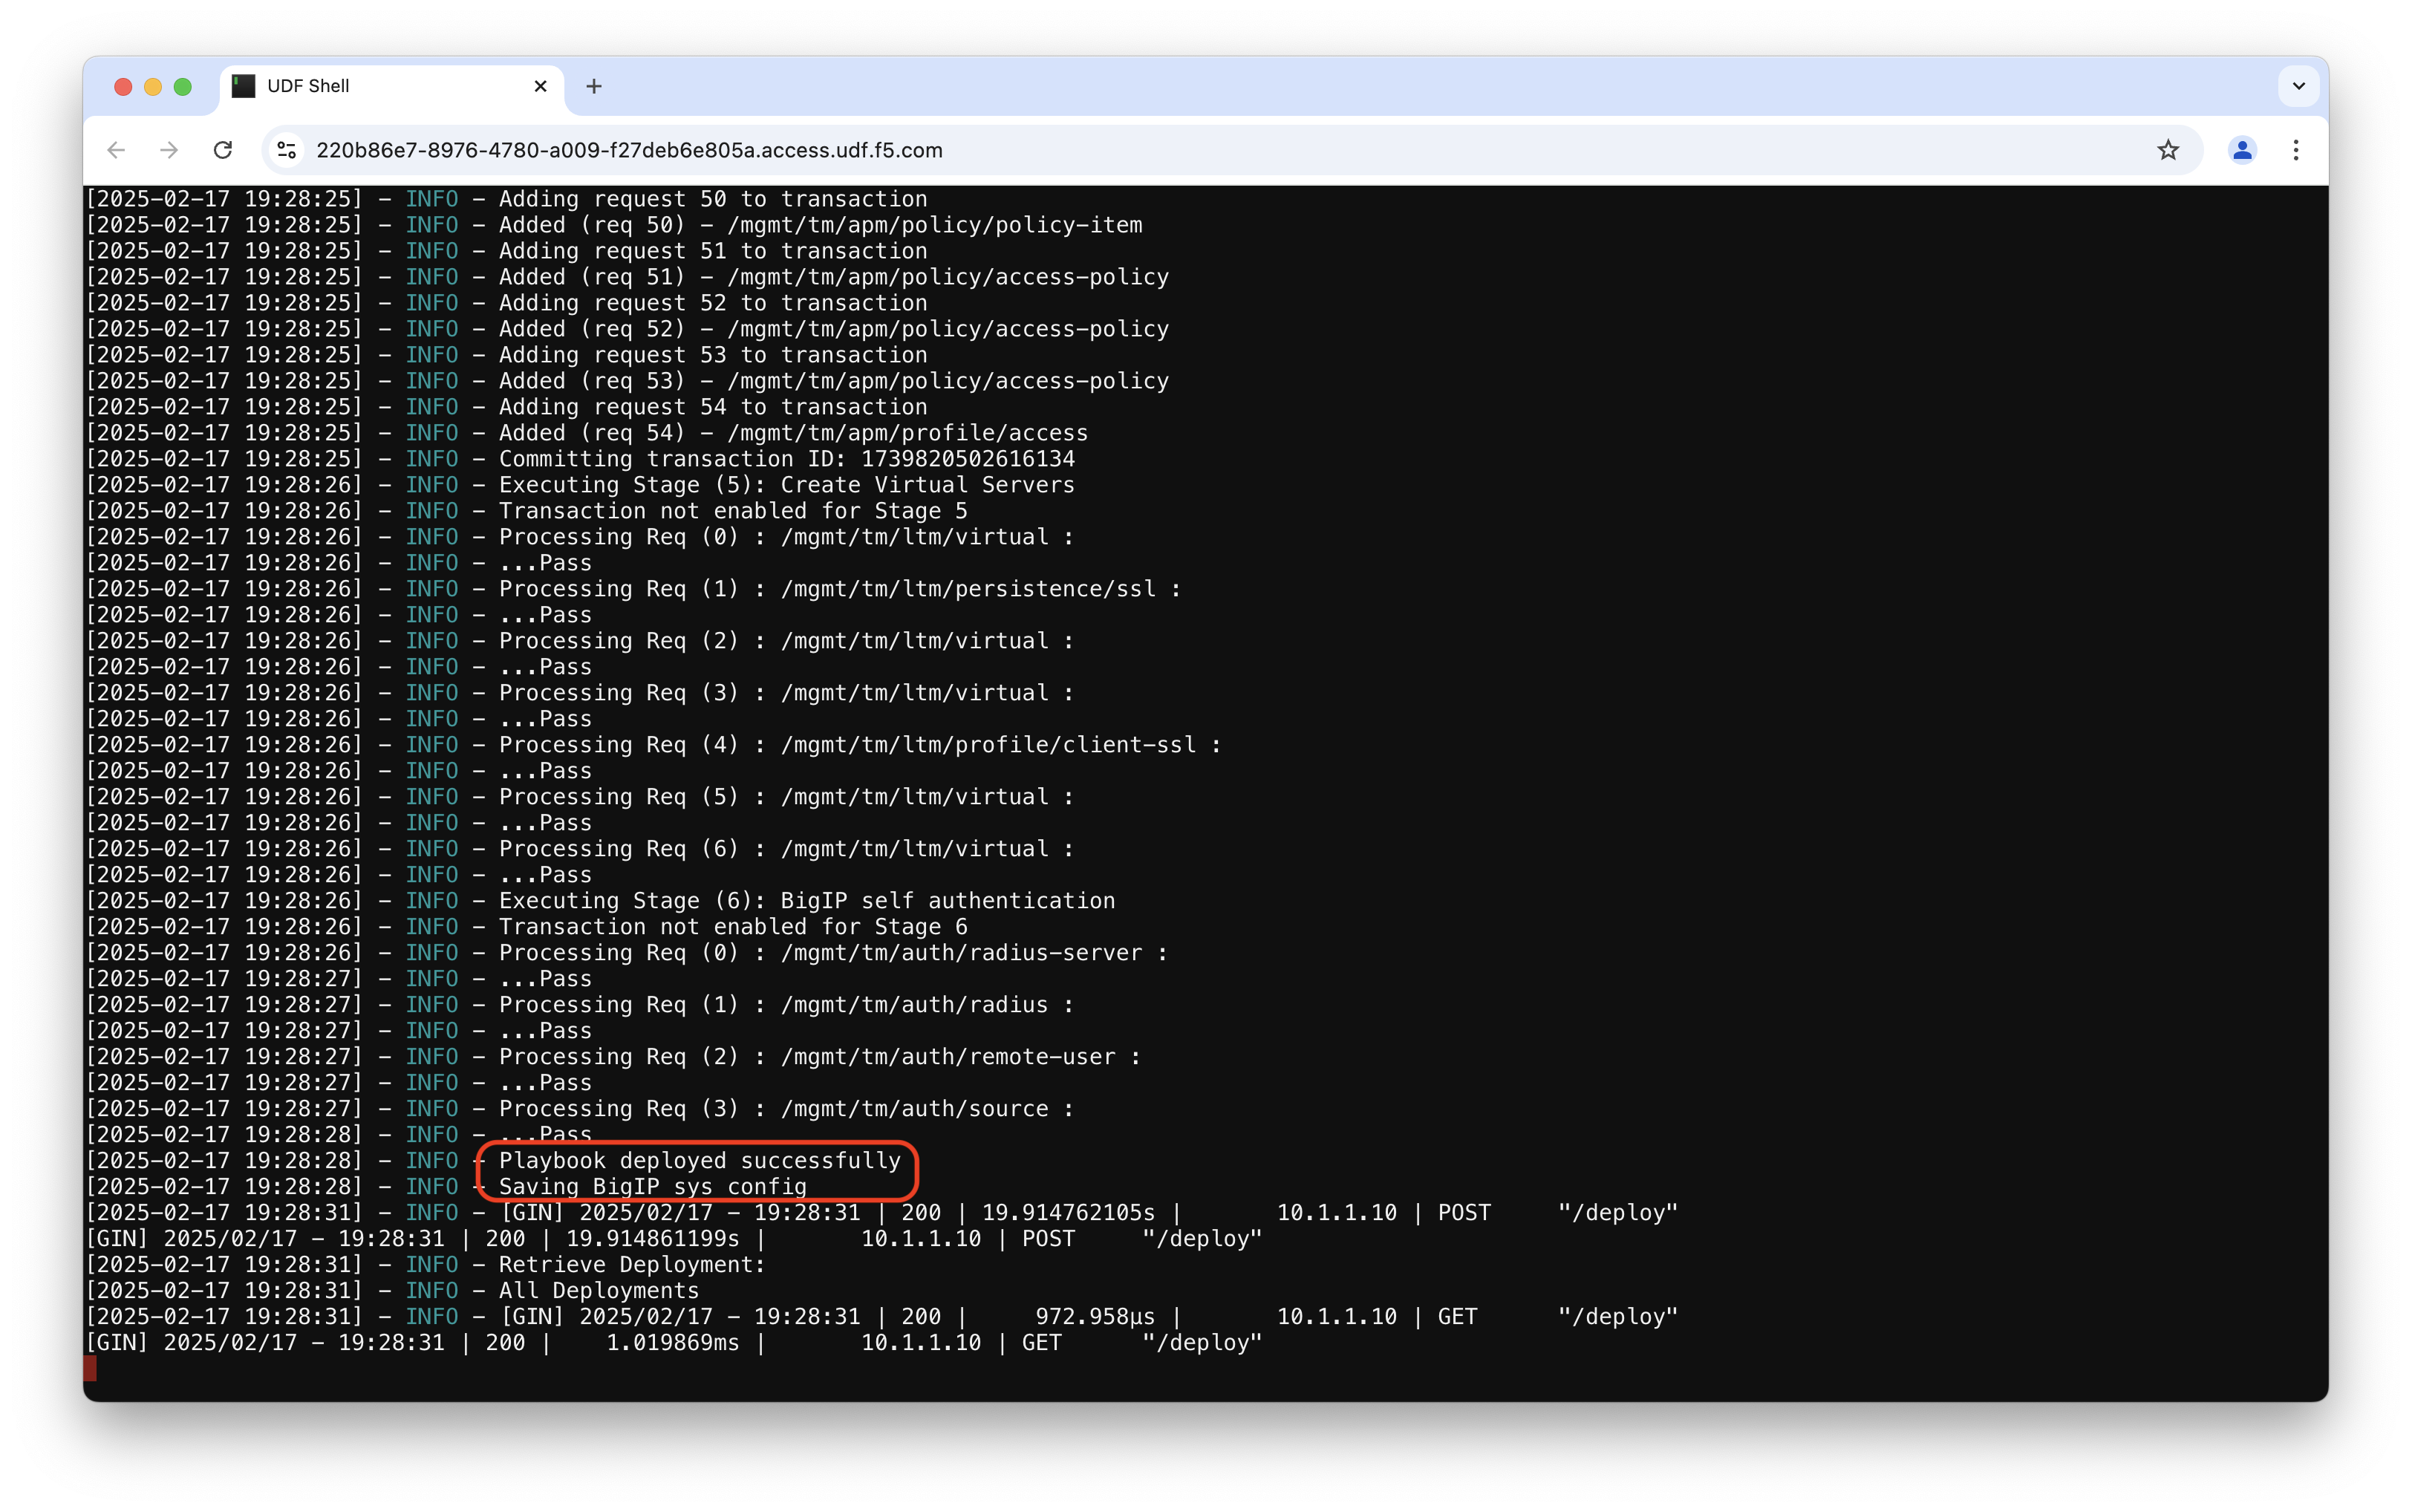 UDF Shell
220b86e7-8976-4780-a009-f27deb6e805a.access.udf.f5.com
[2025-02-17 19:28:25] - INFO - Adding request 50 to transaction
[2025-02-17 19:28:25] - INFO - Added (req 50) - /mgmt/tm/apm/policy/policy-item
[2025-02-17 19:28:25] - INFO - Adding request 51 to transaction
[2025-02-17 19:28:25] - INFO - Added (req 51) - /mgmt/tm/apm/policy/access-policy
[2025-02-17 19:28:25] - INFO - Adding request 52 to transaction
[2025-02-17 19:28:25] - INFO - Added (req 52) - /mgmt/tm/apm/policy/access-policy
[2025-02-17 19:28:25] - INFO - Adding request 53 to transaction
[2025-02-17 19:28:25] - INFO - Added (req 53) - /mgmt/tm/apm/policy/access-policy
[2025-02-17 19:28:25] - INFO - Adding request 54 to transaction
[2025-02-17 19:28:25] - INFO - Added (req 54) - /mgmt/tm/apm/profile/access
[2025-02-17 19:28:25] - INFO - Committing transaction ID: 1739820502616134
[2025-02-17 19:28:26] - INFO - Executing Stage (5): Create Virtual Servers
[2025-02-17 19:28:26] - INFO - Transaction not enabled for Stage 5
[2025-02-17 19:28:26] - INFO - Processing Req (0) : /mgmt/tm/ltm/virtual :
[2025-02-17 19:28:26] - INFO - ...Pass
[2025-02-17 19:28:26] - INFO - Processing Req (1) : /mgmt/tm/ltm/persistence/ssl :
[2025-02-17 19:28:26] - INFO - ...Pass
[2025-02-17 19:28:26] - INFO - Processing Req (2) : /mgmt/tm/ltm/virtual :
[2025-02-17 19:28:26] - INFO - ...Pass
[2025-02-17 19:28:26] - INFO - Processing Req (3) : /mgmt/tm/ltm/virtual :
[2025-02-17 19:28:26] - INFO - ...Pass
[2025-02-17 19:28:26] - INFO - Processing Req (4) : /mgmt/tm/ltm/profile/client-ssl :
[2025-02-17 19:28:26] - INFO - ...Pass
[2025-02-17 19:28:26] - INFO - Processing Req (5) : /mgmt/tm/ltm/virtual :
[2025-02-17 19:28:26] - INFO - ...Pass
[2025-02-17 19:28:26] - INFO - Processing Req (6) : /mgmt/tm/ltm/virtual :
[2025-02-17 19:28:26] - INFO - ...Pass
[2025-02-17 19:28:26] - INFO - Executing Stage (6): BigIP self authentication
[2025-02-17 19:28:26] - INFO - Transaction not enabled for Stage 6
[2025-02-17 19:28:26] - INFO - Processing Req (0) : /mgmt/tm/auth/radius-server :
[2025-02-17 19:28:27] - INFO - ...Pass
[2025-02-17 19:28:27] - INFO - Processing Req (1) : /mgmt/tm/auth/radius :
[2025-02-17 19:28:27] - INFO - ...Pass
[2025-02-17 19:28:27] - INFO - Processing Req (2) : /mgmt/tm/auth/remote-user :
[2025-02-17 19:28:27] - INFO - ...Pass
[2025-02-17 19:28:27] - INFO - Processing Req (3) : /mgmt/tm/auth/source :
[2025-02-17 19:28:28] - INFO - ...Pass
[2025-02-17 19:28:28] - INFO - Playbook deployed successfully
[2025-02-17 19:28:28] - INFO - Saving BigIP sys config
[2025-02-17 19:28:31] - INFO - [GIN] 2025/02/17 - 19:28:31 | 200 | 19.914762105s | 10.1.1.10 | POST "/deploy"
[GIN] 2025/02/17 - 19:28:31 | 200 | 19.914861199s | 10.1.1.10 | POST "/deploy"
[2025-02-17 19:28:31] - INFO - Retrieve Deployment:
[2025-02-17 19:28:31] - INFO - All Deployments
[2025-02-17 19:28:31] - INFO - [GIN] 2025/02/17 - 19:28:31 | 200 | 972.958µs | 10.1.1.10 | GET "/deploy"
[GIN] 2025/02/17 - 19:28:31 | 200 | 1.019869ms | 10.1.1.10 | GET "/deploy"